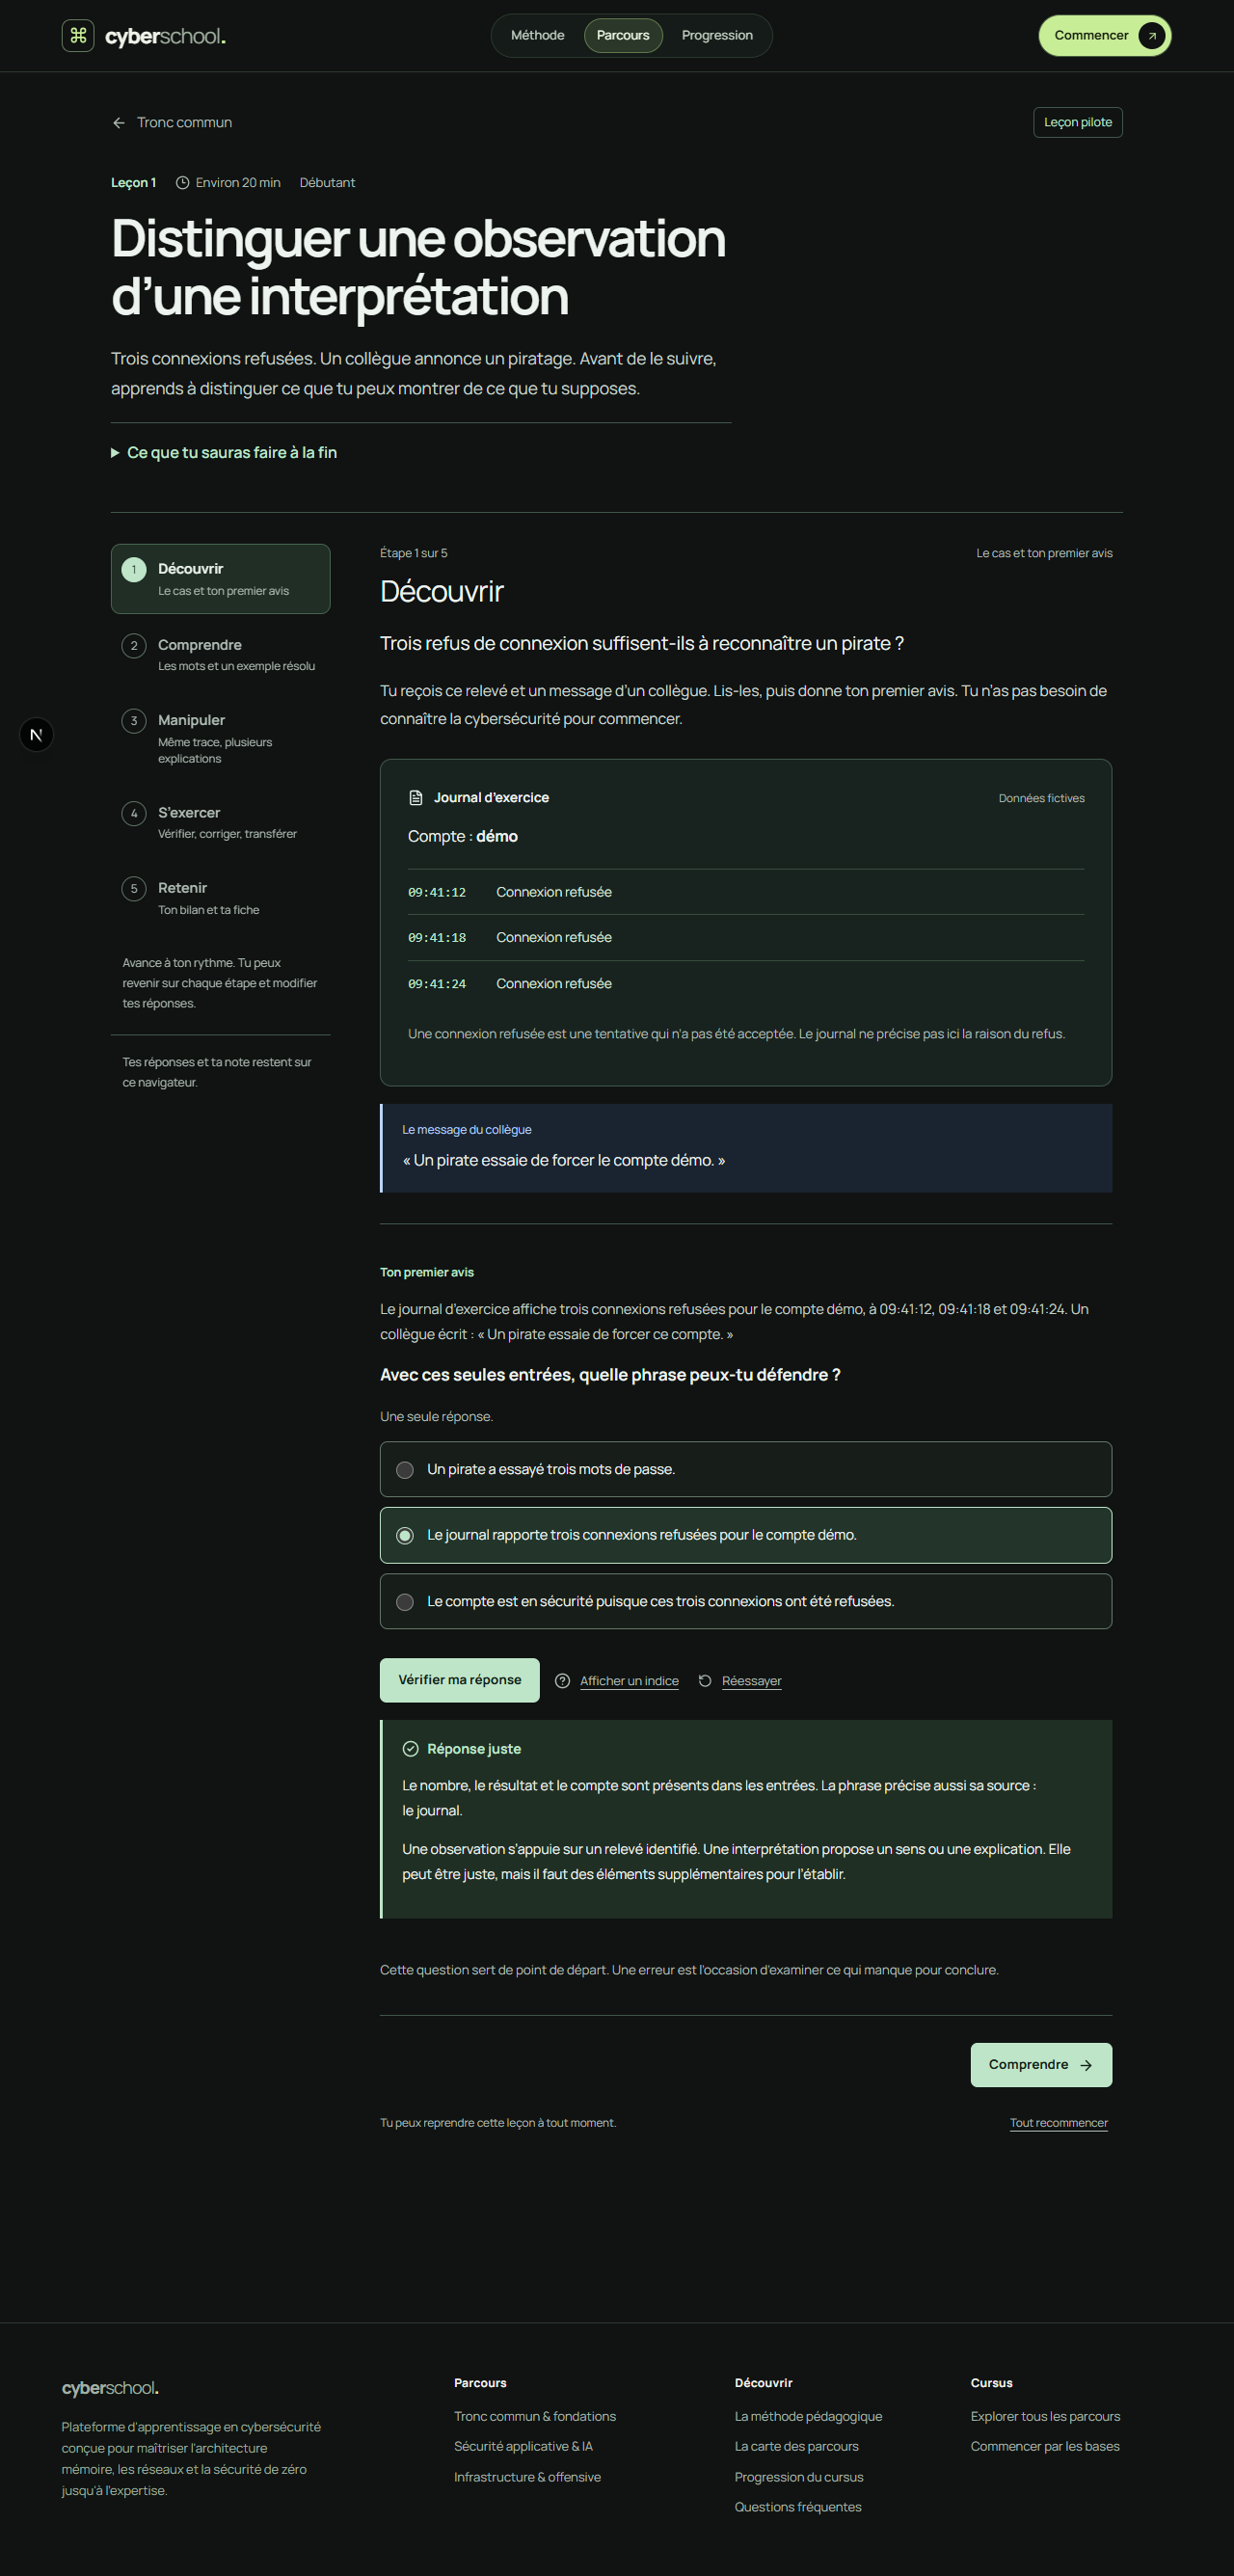 cyberschool.
Méthode
Parcours
Progression
Commencer
Tronc commun
Leçon pilote
Leçon 1
Environ 20 min
Débutant
Distinguer une observation
d’une interprétation
Trois connexions refusées. Un collègue annonce un piratage. Avant de le suivre,
apprends à distinguer ce que tu peux montrer de ce que tu supposes.
Ce que tu sauras faire à la fin
1
Découvrir
Le cas et ton premier avis
2
Comprendre
Les mots et un exemple résolu
3
Manipuler
Même trace, plusieurs
explications
4
S’exercer
Vérifier, corriger, transférer
5
Retenir
Ton bilan et ta fiche
Avance à ton rythme. Tu peux
revenir sur chaque étape et modifier
tes réponses.
Tes réponses et ta note restent sur
ce navigateur.
N
Étape 1 sur 5
Le cas et ton premier avis
Découvrir
Trois refus de connexion suffisent-ils à reconnaître un pirate ?
Tu reçois ce relevé et un message d’un collègue. Lis-les, puis donne ton premier avis. Tu n’as pas besoin de
connaître la cybersécurité pour commencer.
Journal d’exercice
Données fictives
Compte : démo
09:41:12 Connexion refusée
09:41:18 Connexion refusée
09:41:24 Connexion refusée
Une connexion refusée est une tentative qui n’a pas été acceptée. Le journal ne précise pas ici la raison du refus.
Le message du collègue
« Un pirate essaie de forcer le compte démo. »
Ton premier avis
Le journal d’exercice affiche trois connexions refusées pour le compte démo, à 09:41:12, 09:41:18 et 09:41:24. Un
collègue écrit : « Un pirate essaie de forcer ce compte. »
Avec ces seules entrées, quelle phrase peux-tu défendre ?
Une seule réponse.
Un pirate a essayé trois mots de passe.
Le journal rapporte trois connexions refusées pour le compte démo.
Le compte est en sécurité puisque ces trois connexions ont été refusées.
Vérifier ma réponse
Afficher un indice
Réessayer
Réponse juste
Le nombre, le résultat et le compte sont présents dans les entrées. La phrase précise aussi sa source :
le journal.
Une observation s’appuie sur un relevé identifié. Une interprétation propose un sens ou une explication. Elle
peut être juste, mais il faut des éléments supplémentaires pour l’établir.
Cette question sert de point de départ. Une erreur est l’occasion d’examiner ce qui manque pour conclure.
Comprendre
Tu peux reprendre cette leçon à tout moment.
Tout recommencer
cyberschool.
Plateforme d’apprentissage en cybersécurité
conçue pour maîtriser l’architecture
mémoire, les réseaux et la sécurité de zéro
jusqu’à l’expertise.
Parcours
Tronc commun & fondations
Sécurité applicative & IA
Infrastructure & offensive
Découvrir
La méthode pédagogique
La carte des parcours
Progression du cursus
Questions fréquentes
Cursus
Explorer tous les parcours
Commencer par les bases